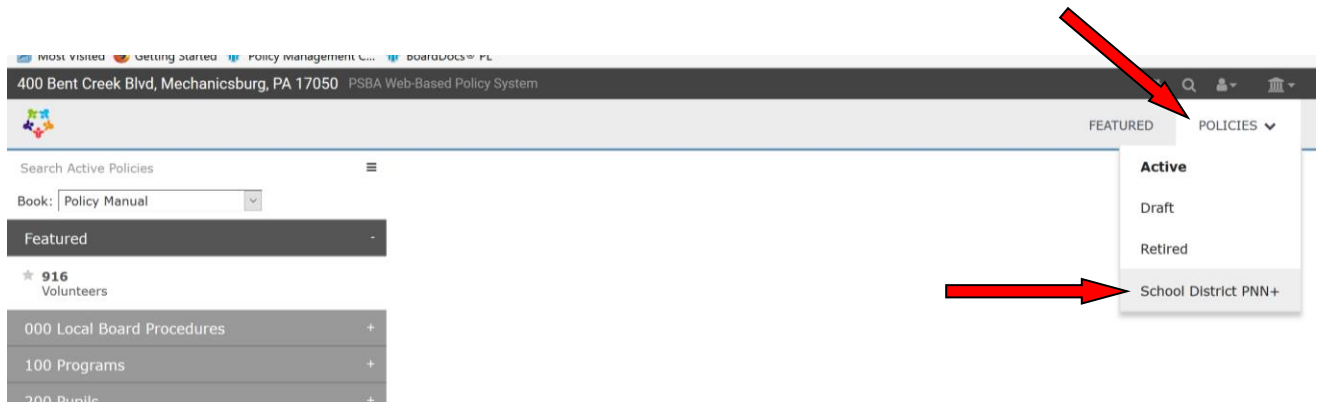 Most Visited Getting Started Policy Management C... BoardDocs® PL
400 Bent Creek Blvd, Mechanicsburg, PA 17050 PSBA Web-Based Policy System
FEATURED POLICIES
Search Active Policies
Book: Policy Manual
Featured -
916
Volunteers
000 Local Board Procedures +
100 Programs +
200 Pupils +
Active
Draft
Retired
School District PNN+